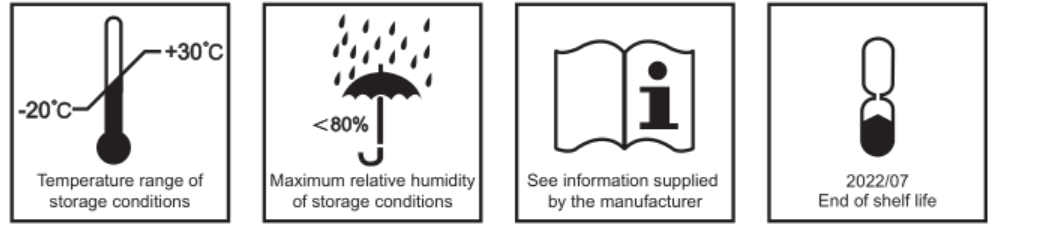 +30°C
-20°C
Temperature range of
storage conditions
<80%
Maximum relative humidity
of storage conditions
i
See information supplied
by the manufacturer
2022/07
End of shelf life